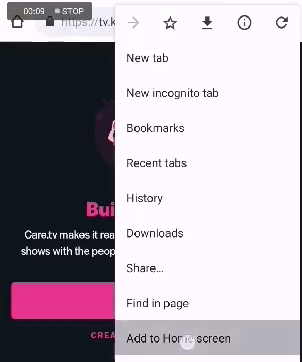 00:09 STOP
https://tv.k
New tab
New incognito tab
Bookmarks
Recent tabs
History
Downloads
Share...
Find in page
Add to Home screen
Bui
Care.tv makes it rea
shows with the peop
CREA